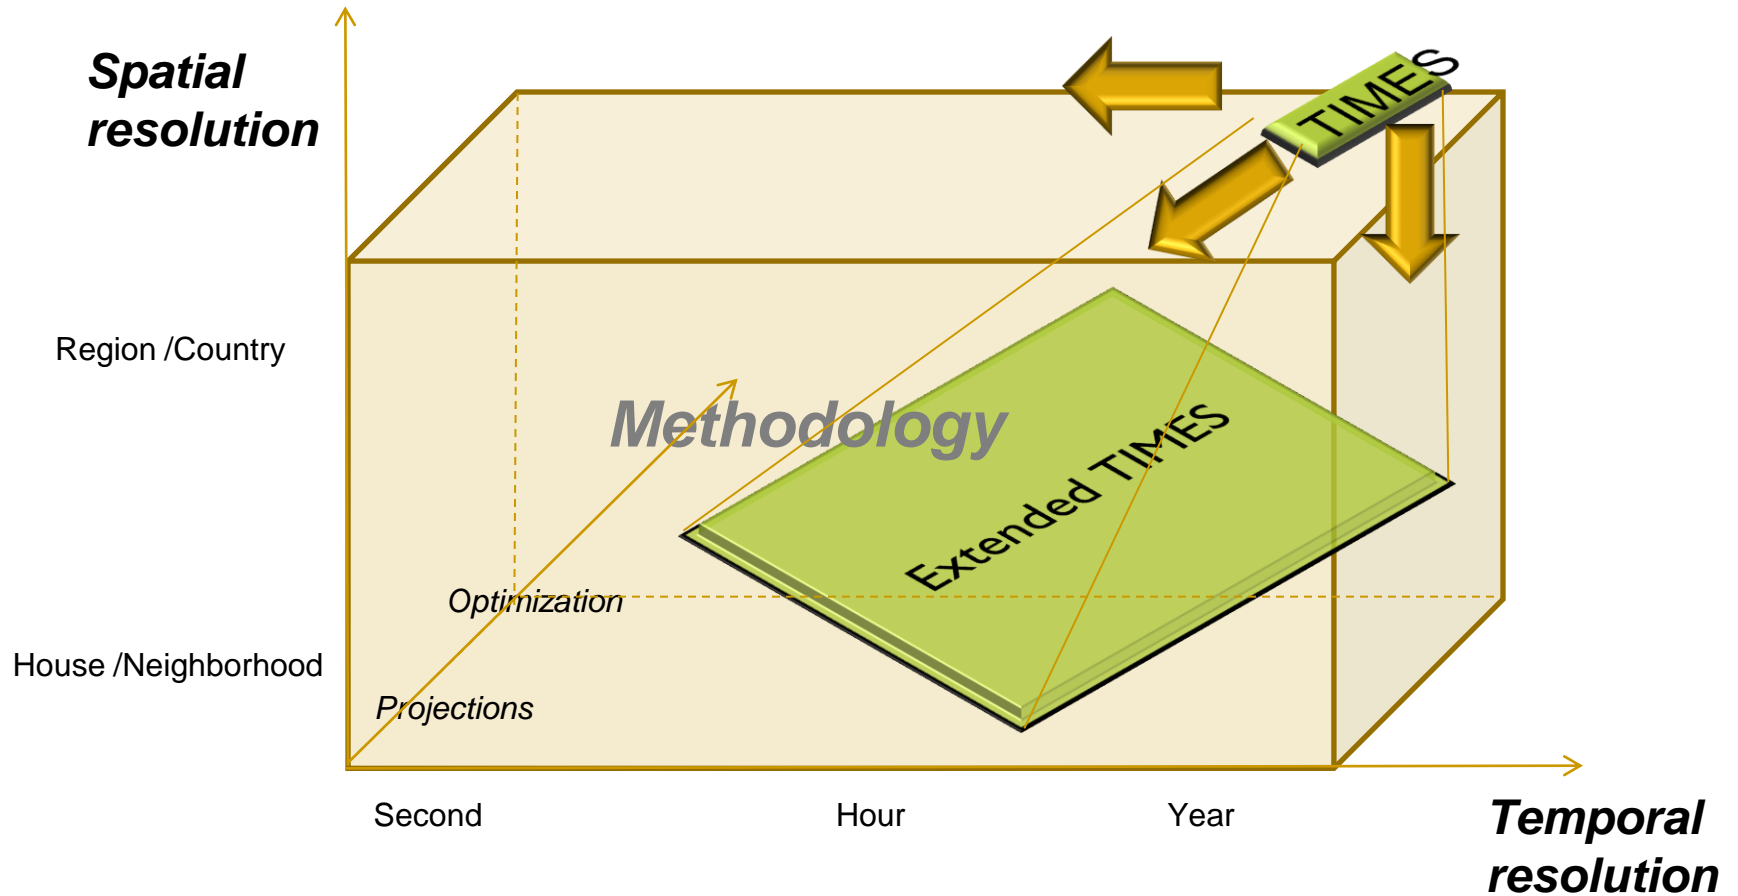 Spatial
resolution
TIMES
Region /Country
Methodology
Extended TIMES
Optimization
House /Neighborhood
Projections
Second
Hour
Year
Temporal
resolution